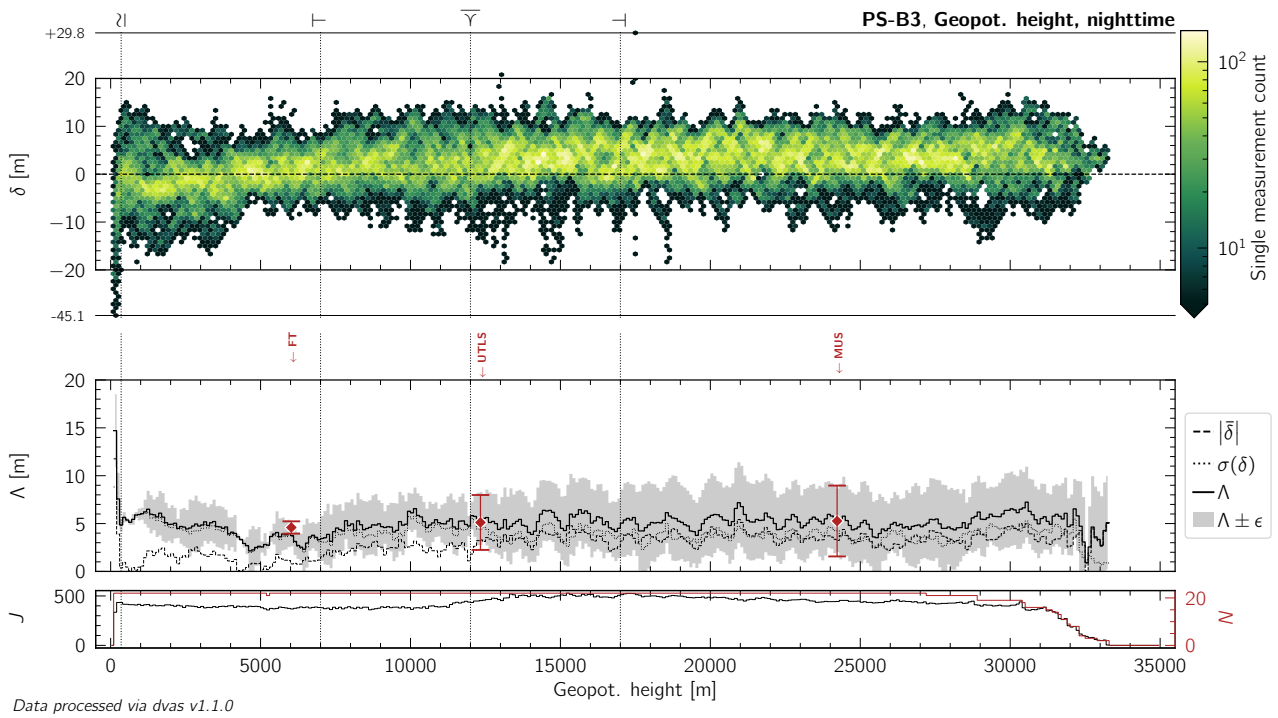 PS-B3, Geopot. height, nighttime
+29.8
20
10
0
−10
−20
-45.1
δ [m]
10²
10¹
Single measurement count
FT
UTLS
MUS
20
15
10
5
0
Λ [m]
|δ̄|
σ(δ)
Λ
Λ ± ϵ
500
0
J
20
0
N
0 5000 10000 15000 20000 25000 30000 35000
Geopot. height [m]
Data processed via dvas v1.1.0